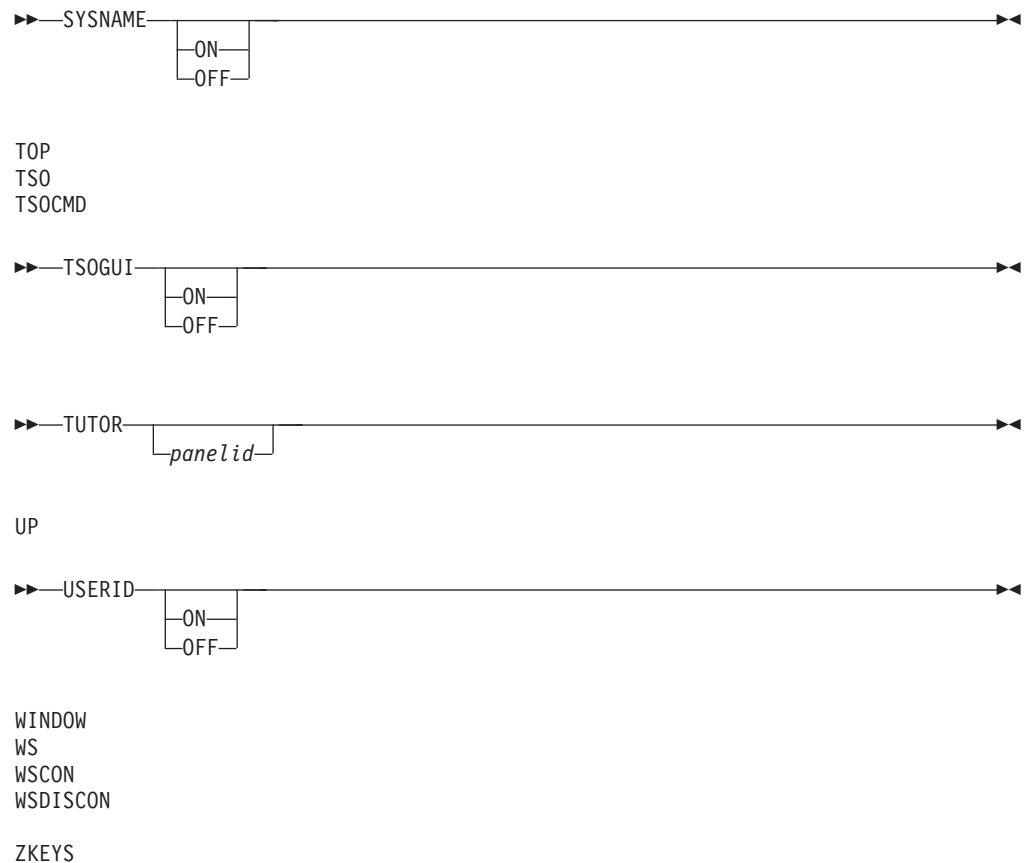 SYSNAME
ON
OFF
TOP
TSO
TSOCMD
TSOGUI
ON
OFF
TUTOR
panelid
UP
USERID
ON
OFF
WINDOW
WS
WSCON
WSDISCON
ZKEYS